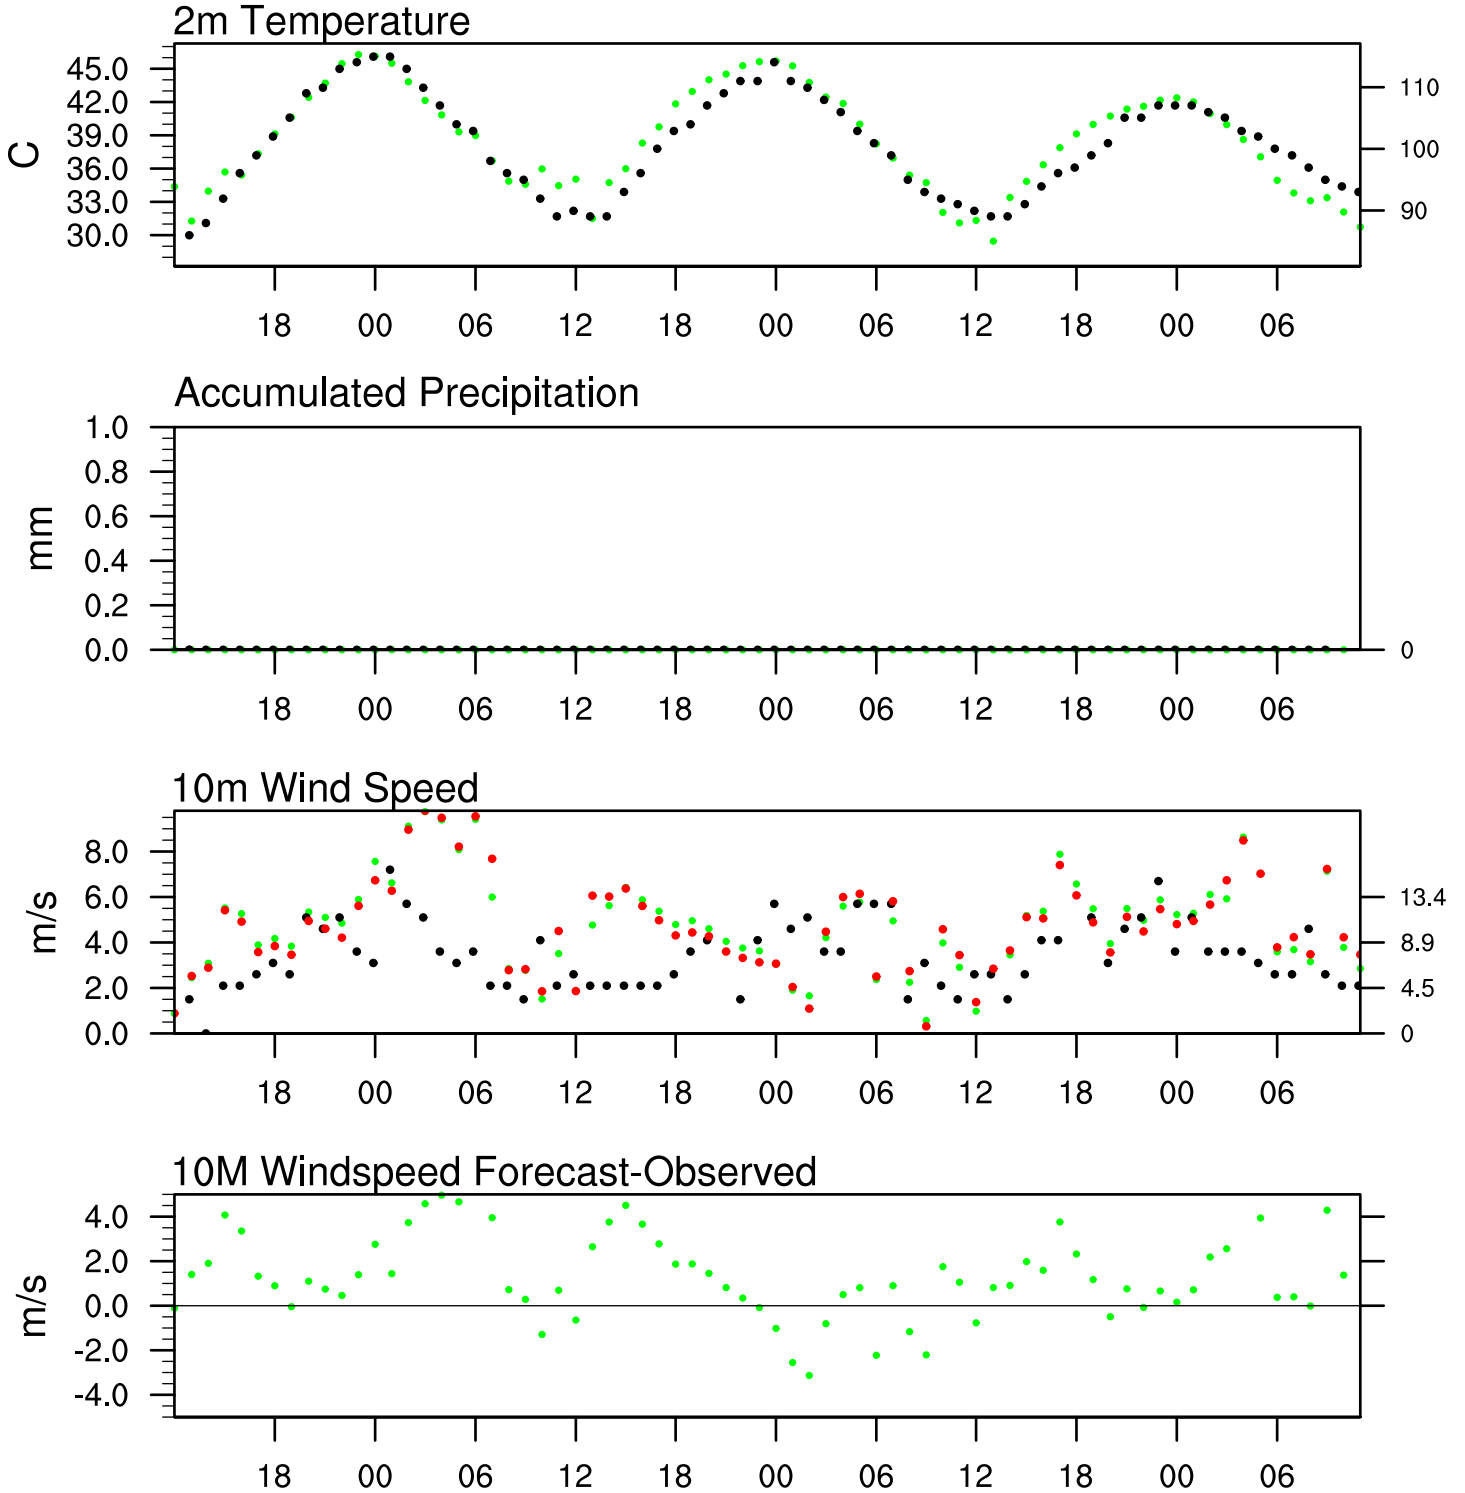 2m Temperature
45.0
42.0
39.0
36.0
33.0
30.0
C
110
100
90
18 00 06 12 18 00 06 12 18 00 06
Accumulated Precipitation
1.0
0.8
0.6
0.4
0.2
0.0
mm
0
18 00 06 12 18 00 06 12 18 00 06
10m Wind Speed
8.0
6.0
4.0
2.0
0.0
m/s
13.4
8.9
4.5
0
18 00 06 12 18 00 06 12 18 00 06
10M Windspeed Forecast-Observed
4.0
2.0
0.0
-2.0
-4.0
m/s
18 00 06 12 18 00 06 12 18 00 06